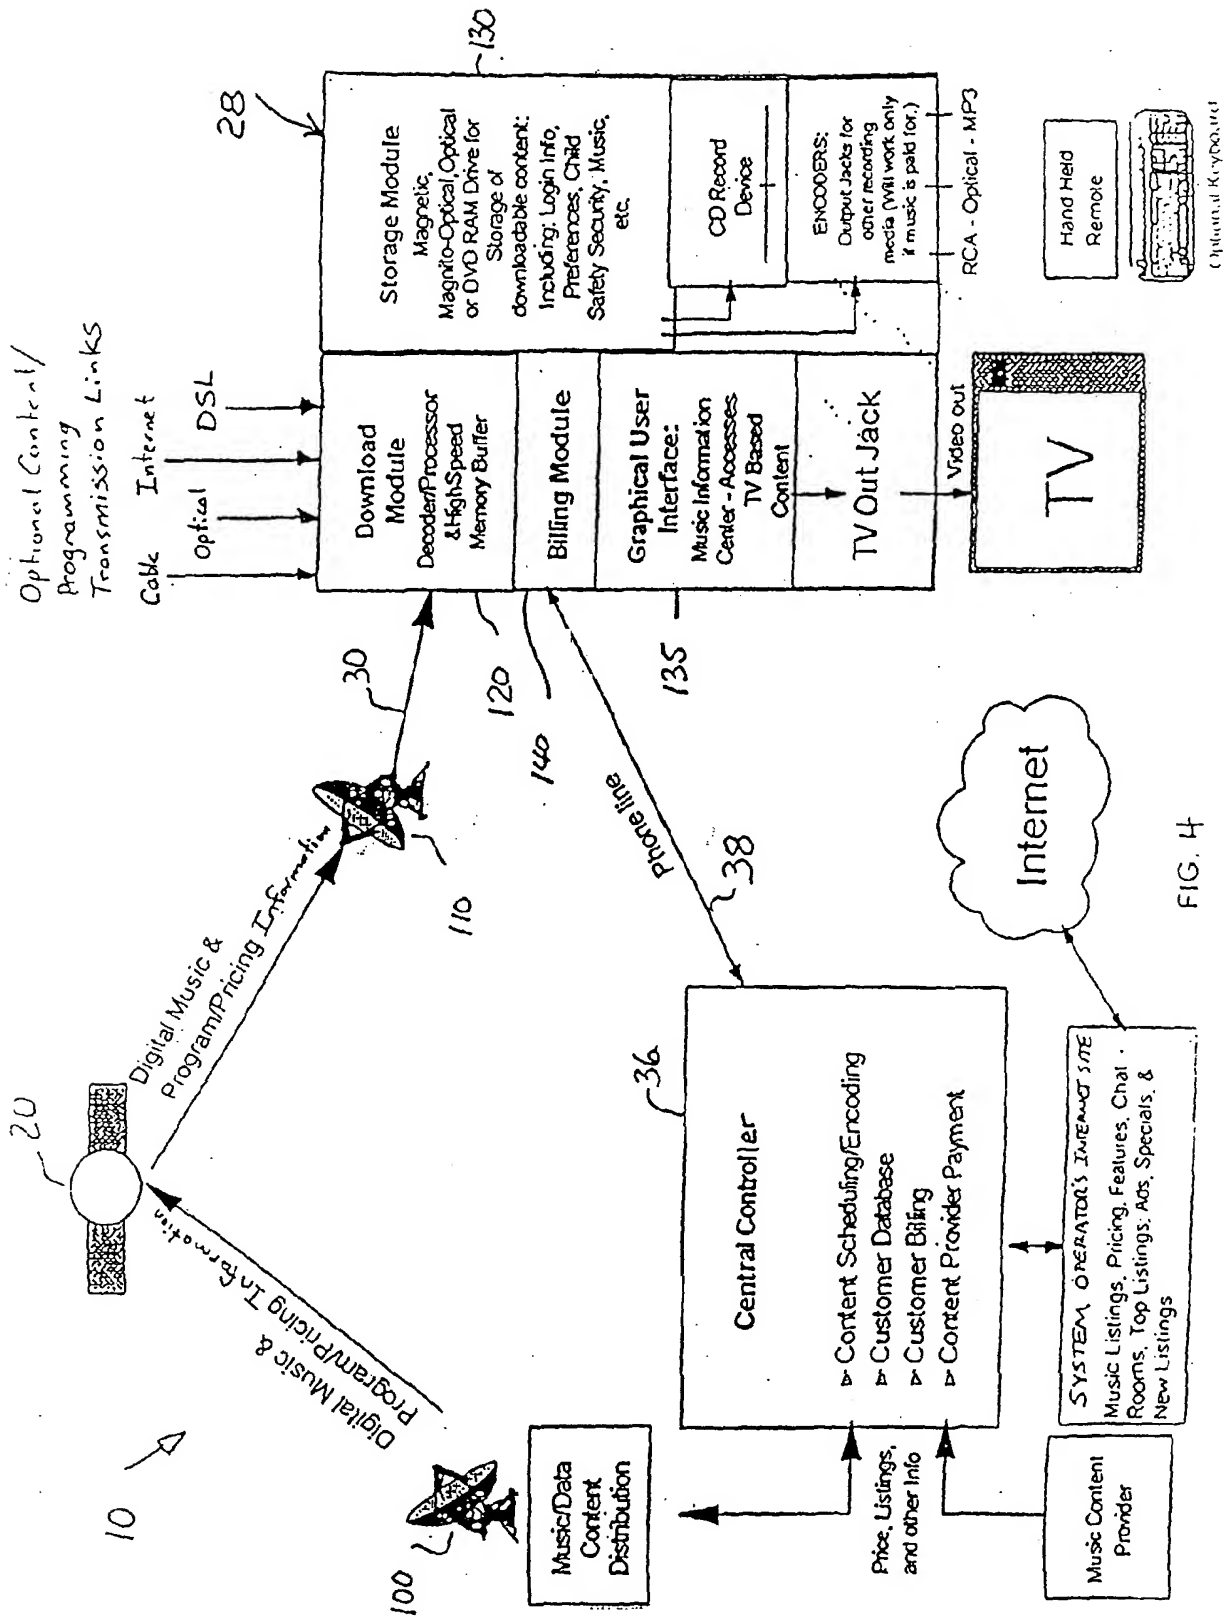 10
20
Digital Music &
Program/Pricing Information
Digital Music &
Program/Pricing Information
100
110
30
Music/Data
Content
Distribution
Optional Content/
Programming
Transmission Links
Cable
Optical
Internet
DSL
28
130
Download
Module
Decoder/Processor
& High Speed
Memory Buffer
120
140
Billing Module
Graphical User
Interface:
Music Information
Center - Accesses
TV Based
Content
135
TV Out Jack
Video out
TV
Storage Module
Magnetic,
Magnito-Optical, Optical
or DVD RAM Drive for
Storage of
downloadable content:
Including: Login Info,
Preferences, Child
Safety Security, Music,
etc.
CD Record
Device
ENCODERS:
Output Jacks for
other recording
media (Will work only
if music is paid for.)
RCA - Optical - MP3
Hand Held
Remote
Optional Keyboard
Phone line
38
36
Central Controller
▹ Content Scheduling/Encoding
▹ Customer Database
▹ Customer Billing
▹ Content Provider Payment
Price, Listings,
and other Info
Music Content
Provider
SYSTEM OPERATOR'S INTERNET SITE
Music Listings, Pricing, Features, Chat -
Rooms, Top Listings, Ads, Specials, &
New Listings
Internet
FIG. 4